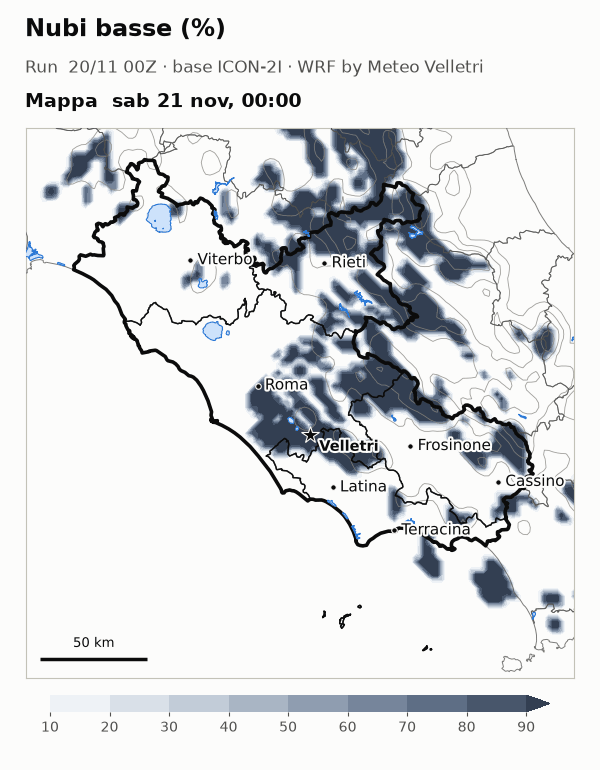 Nubi basse (%)
Run  20/11 00Z · base ICON-2I · WRF by Meteo Velletri
Mappa  sab 21 nov, 00:00
Viterbo
Rieti
Roma
Velletri
Frosinone
Cassino
Latina
Terracina
50 km
10 20 30 40 50 60 70 80 90